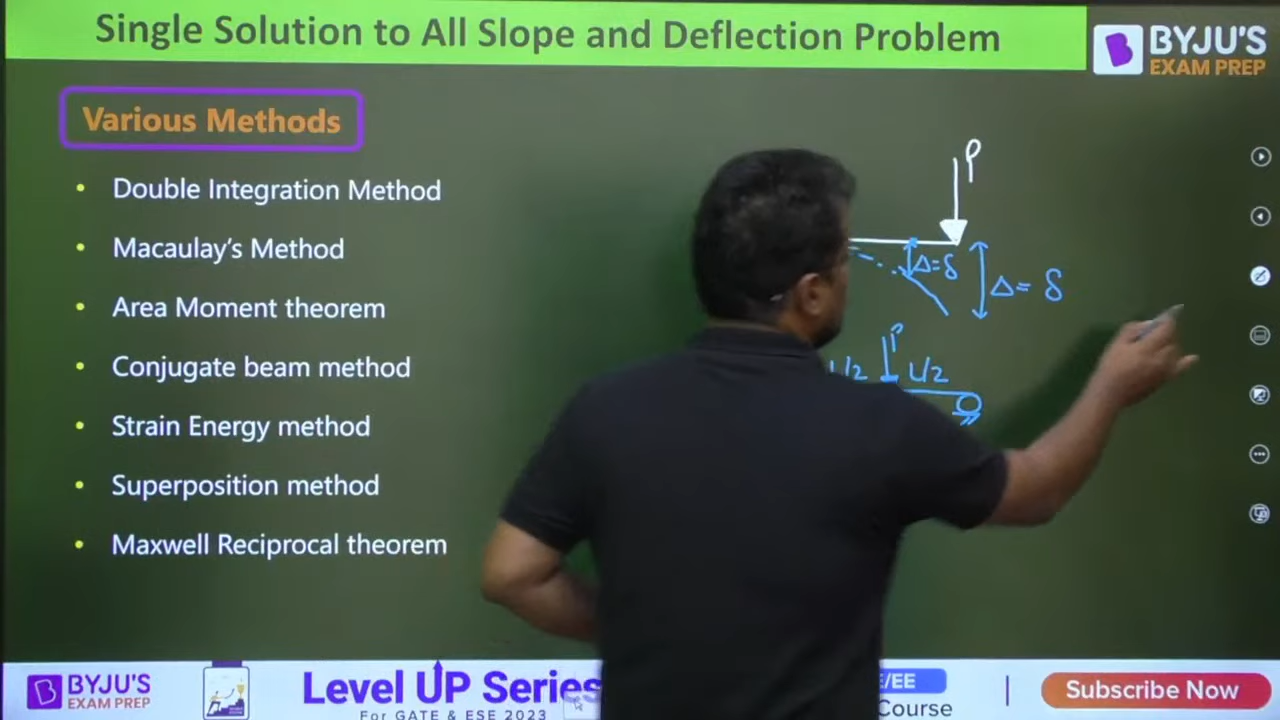 Single Solution to All Slope and Deflection Problem
BYJU'S
EXAM PREP
Various Methods
• Double Integration Method
• Macaulay's Method
• Area Moment theorem
• Conjugate beam method
• Strain Energy method
• Superposition method
• Maxwell Reciprocal theorem
P
Δ=δ
Δ= δ
P
L/2
L/2
BYJU'S
EXAM PREP
Level UP Series
For GATE & ESE 2023
/EE
Course
Subscribe Now